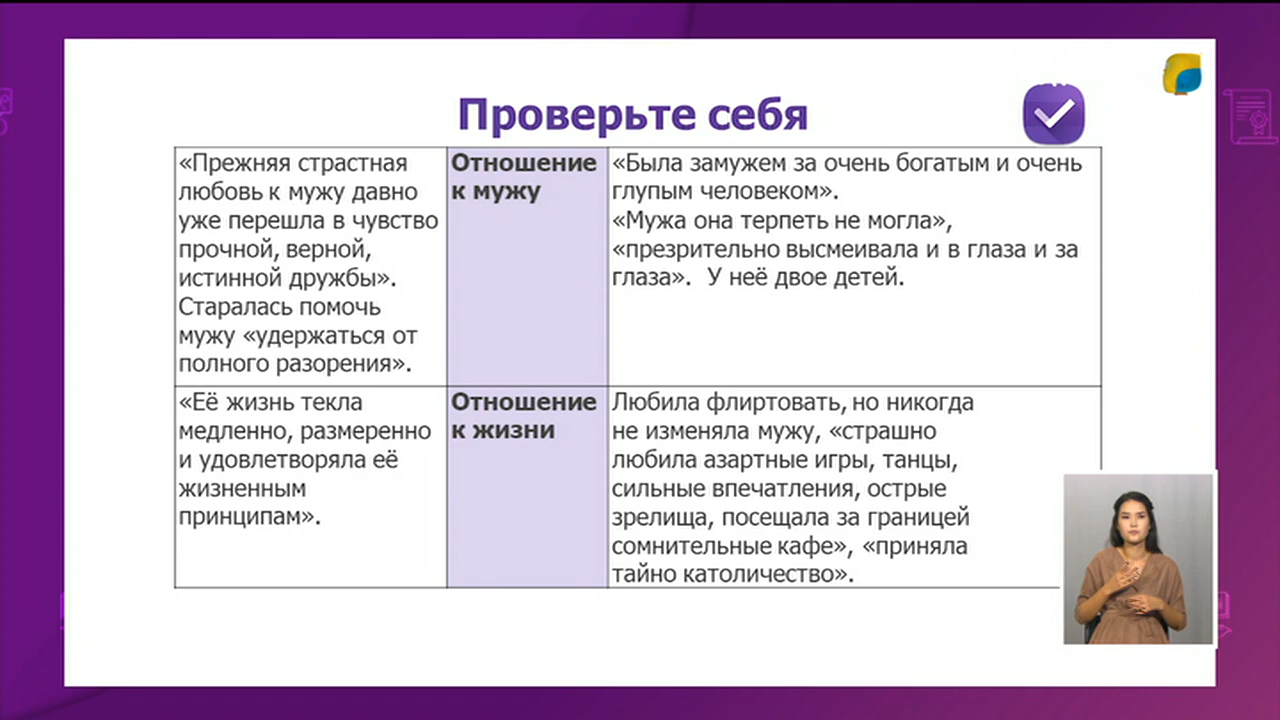 Проверьте себя
«Прежняя страстная
любовь к мужу давно
уже перешла в чувство
прочной, верной,
истинной дружбы».
Старалась помочь
мужу «удержаться от
полного разорения».
Отношение
к мужу
«Была замужем за очень богатым и очень
глупым человеком».
«Мужа она терпеть не могла»,
«презрительно высмеивала и в глаза и за
глаза». У неё двое детей.
«Её жизнь текла
медленно, размеренно
и удовлетворяла её
жизненным
принципам».
Отношение
к жизни
Любила флиртовать, но никогда
не изменяла мужу, «страшно
любила азартные игры, танцы,
сильные впечатления, острые
зрелища, посещала за границей
сомнительные кафе», «приняла
тайно католичество».